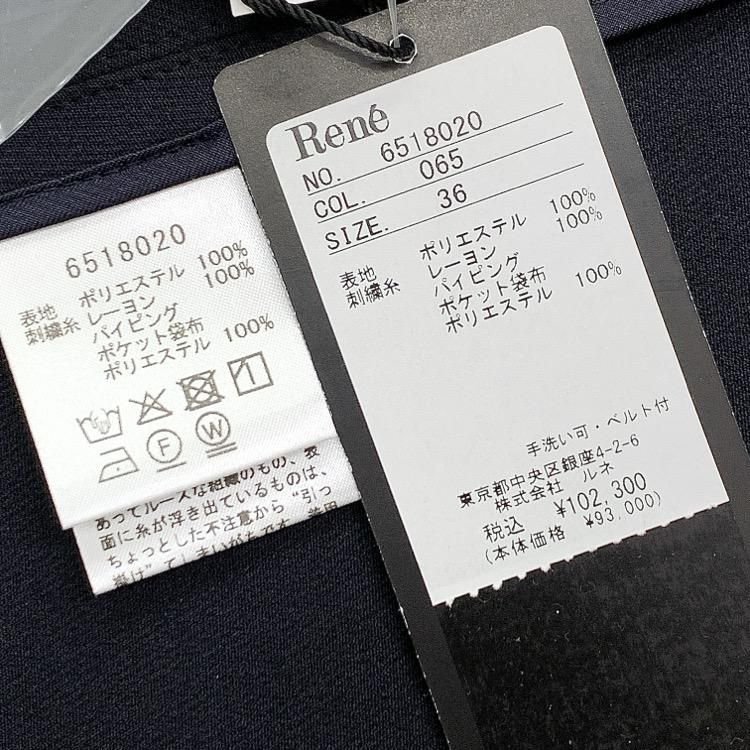 René
NO. 6518020
COL. 065
SIZE. 36
表地 ポリエステル 100%
刺繍糸 レーヨン 100%
パイピング
ポケット袋布
ポリエステル 100%
手洗い可・ベルト付
東京都中央区銀座4-2-6
株式会社 ルネ
税込 ¥102,300
(本体価格 ¥93,000)
6518020
表地 ポリエステル 100%
刺繍糸 レーヨン 100%
パイピング
ポケット袋布
ポリエステル 100%
F
W
あってルーズな組織のもの、表
面に糸が浮き出ているものは、
ちょっとした不注意から“引っ